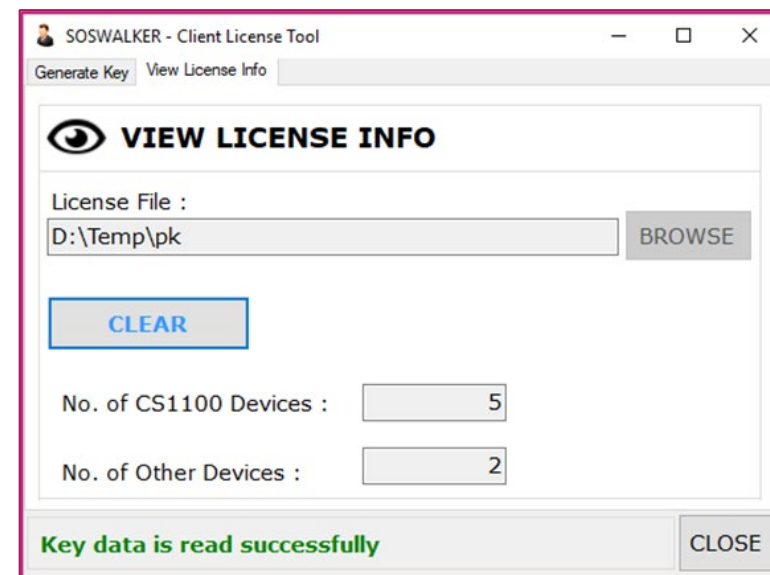 SOSWALKER - Client License Tool
Generate Key View License Info
VIEW LICENSE INFO
License File :
D:\Temp\pk BROWSE
CLEAR
No. of CS1100 Devices : 5
No. of Other Devices : 2
Key data is read successfully CLOSE